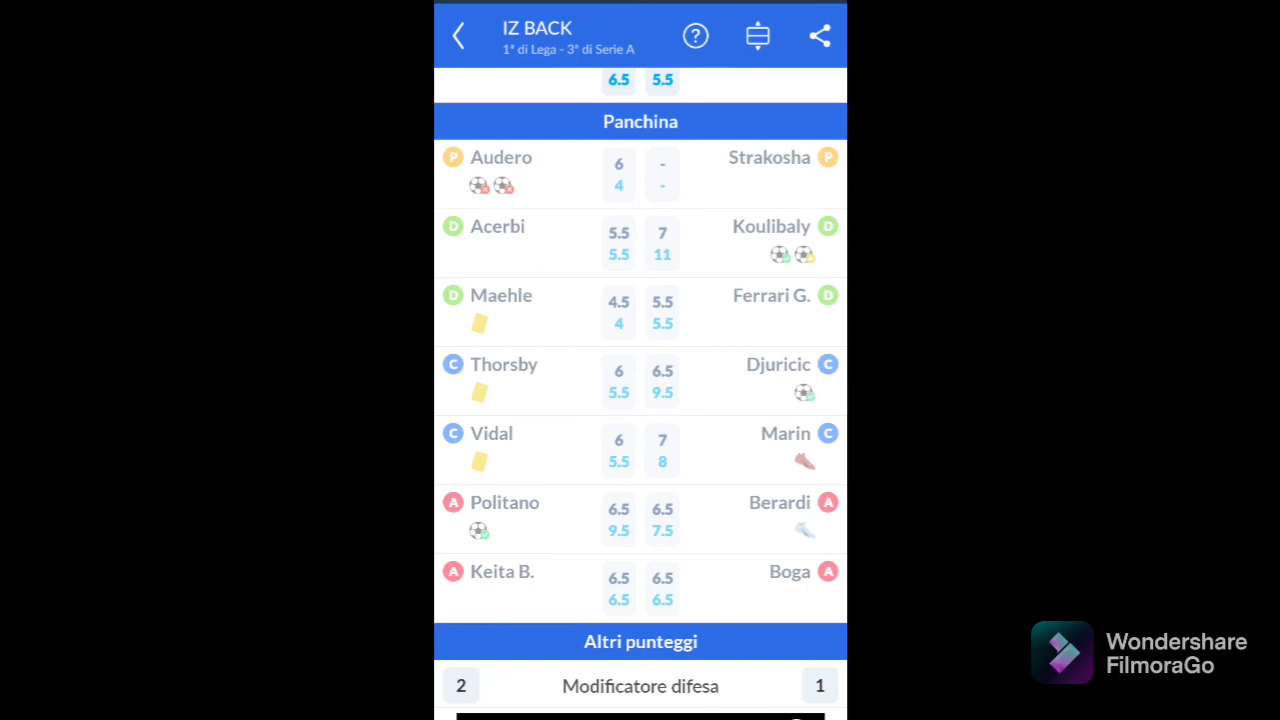 IZ BACK
1ª di Lega - 3ª di Serie A
?
6.5 5.5
Panchina
P Audero 6 - Strakosha P
4 -
D Acerbi 5.5 7 Koulibaly D
5.5 11
D Maehle 4.5 5.5 Ferrari G. D
4 5.5
C Thorsby 6 6.5 Djuricic C
5.5 9.5
C Vidal 6 7 Marin C
5.5 8
A Politano 6.5 6.5 Berardi A
9.5 7.5
A Keita B. 6.5 6.5 Boga A
6.5 6.5
Altri punteggi
2 Modificatore difesa 1
Wondershare
FilmoraGo